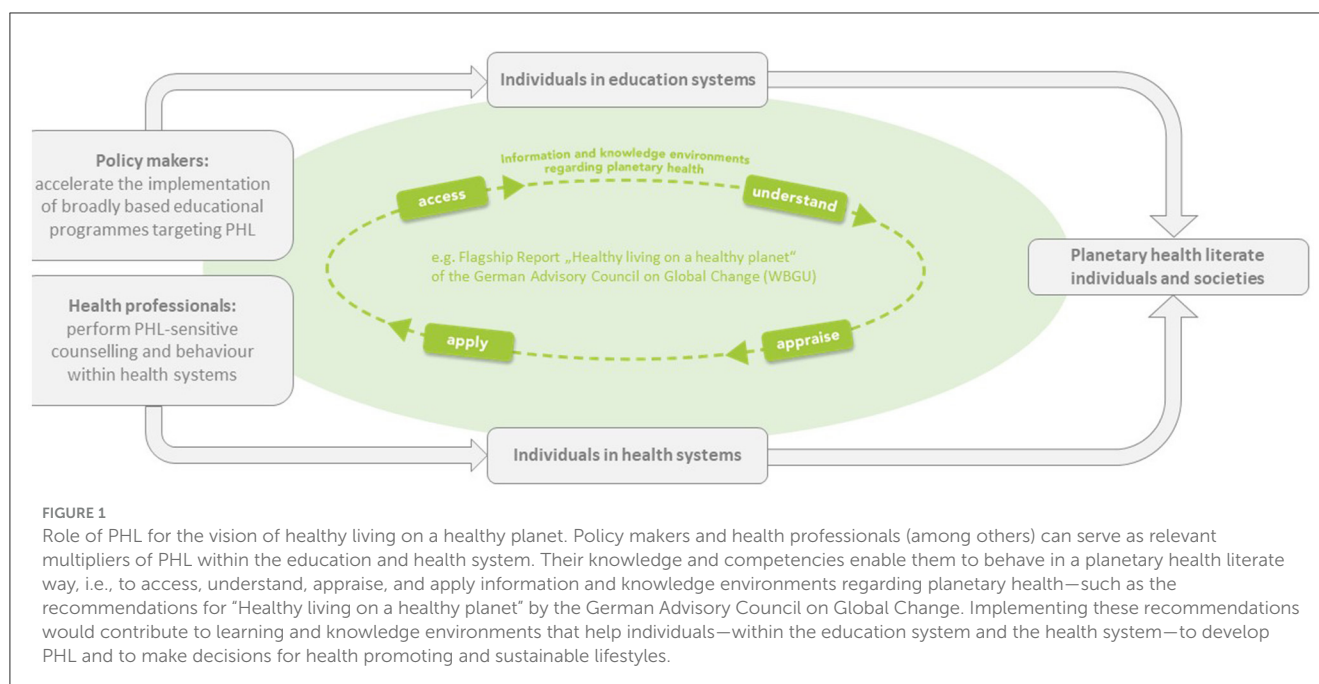 Individuals in education systems
Policy makers:
accelerate the implementation
of broadly based educational
programmes targeting PHL
Health professionals:
perform PHL-sensitive
counselling and behaviour
within health systems
Information and knowledge environments
regarding planetary health
access
understand
e.g. Flagship Report „Healthy living on a healthy planet“
of the German Advisory Council on Global Change (WBGU)
apply
appraise
Planetary health literate
individuals and societies
Individuals in health systems
FIGURE 1
Role of PHL for the vision of healthy living on a healthy planet. Policy makers and health professionals (among others) can serve as relevant
multipliers of PHL within the education and health system. Their knowledge and competencies enable them to behave in a planetary health literate
way, i.e., to access, understand, appraise, and apply information and knowledge environments regarding planetary health—such as the
recommendations for “Healthy living on a healthy planet” by the German Advisory Council on Global Change. Implementing these recommendations
would contribute to learning and knowledge environments that help individuals—within the education system and the health system—to develop
PHL and to make decisions for health promoting and sustainable lifestyles.